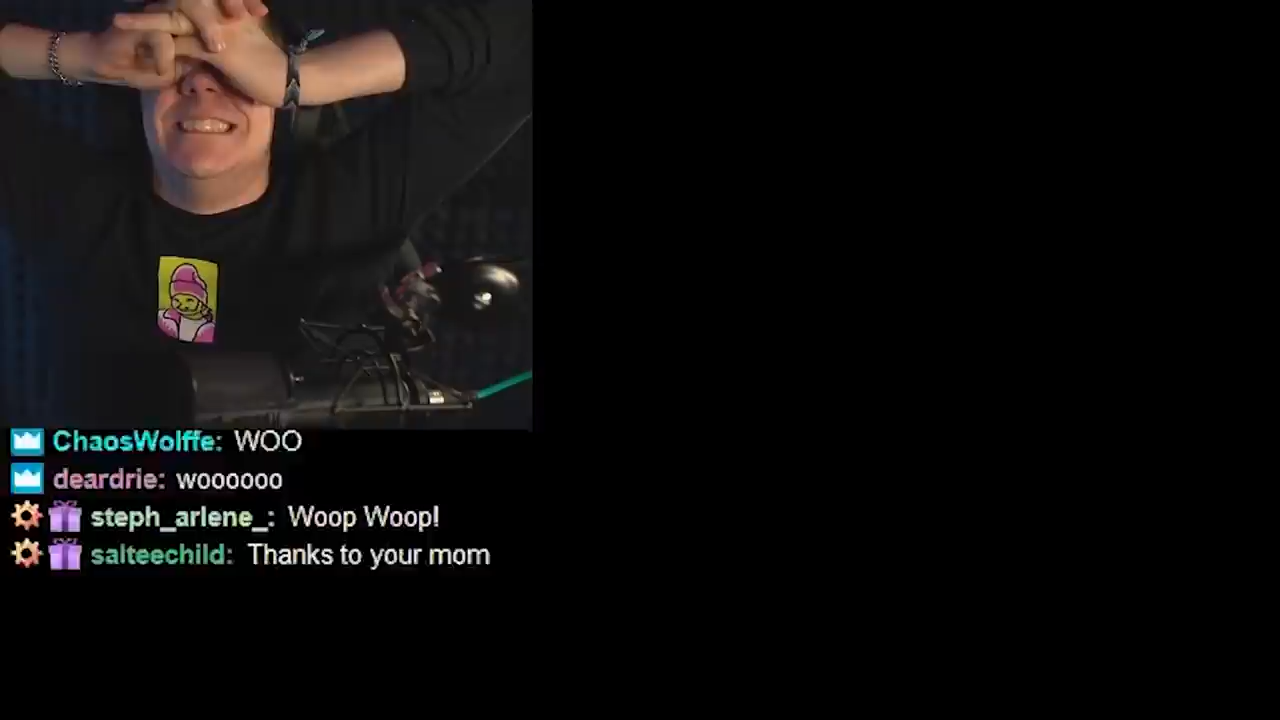 ChaosWolffe: WOO
deardrie: woooooo
steph_arlene_: Woop Woop!
salteechild: Thanks to your mom